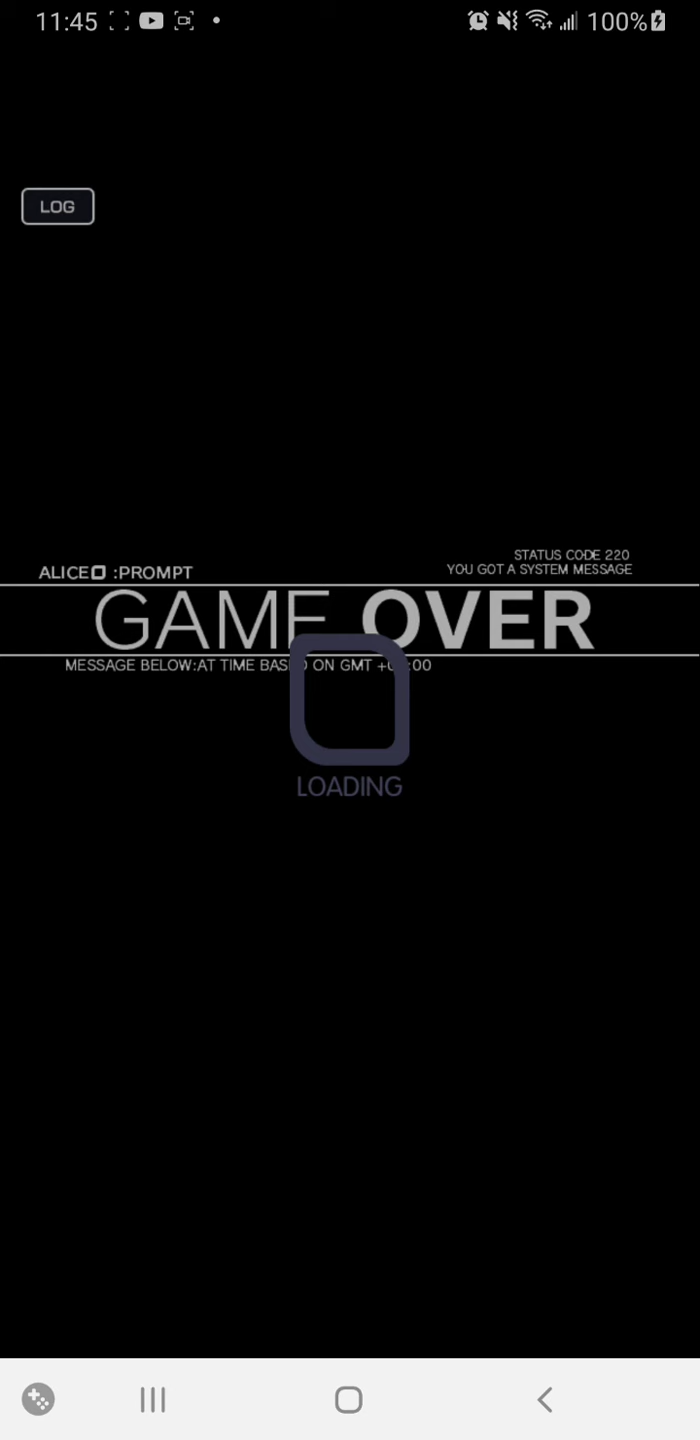 11:45
100%
LOG
STATUS CODE 220
ALICE :PROMPT
YOU GOT A SYSTEM MESSAGE
GAME OVER
MESSAGE BELOW:AT TIME BASED ON GMT
LOADING